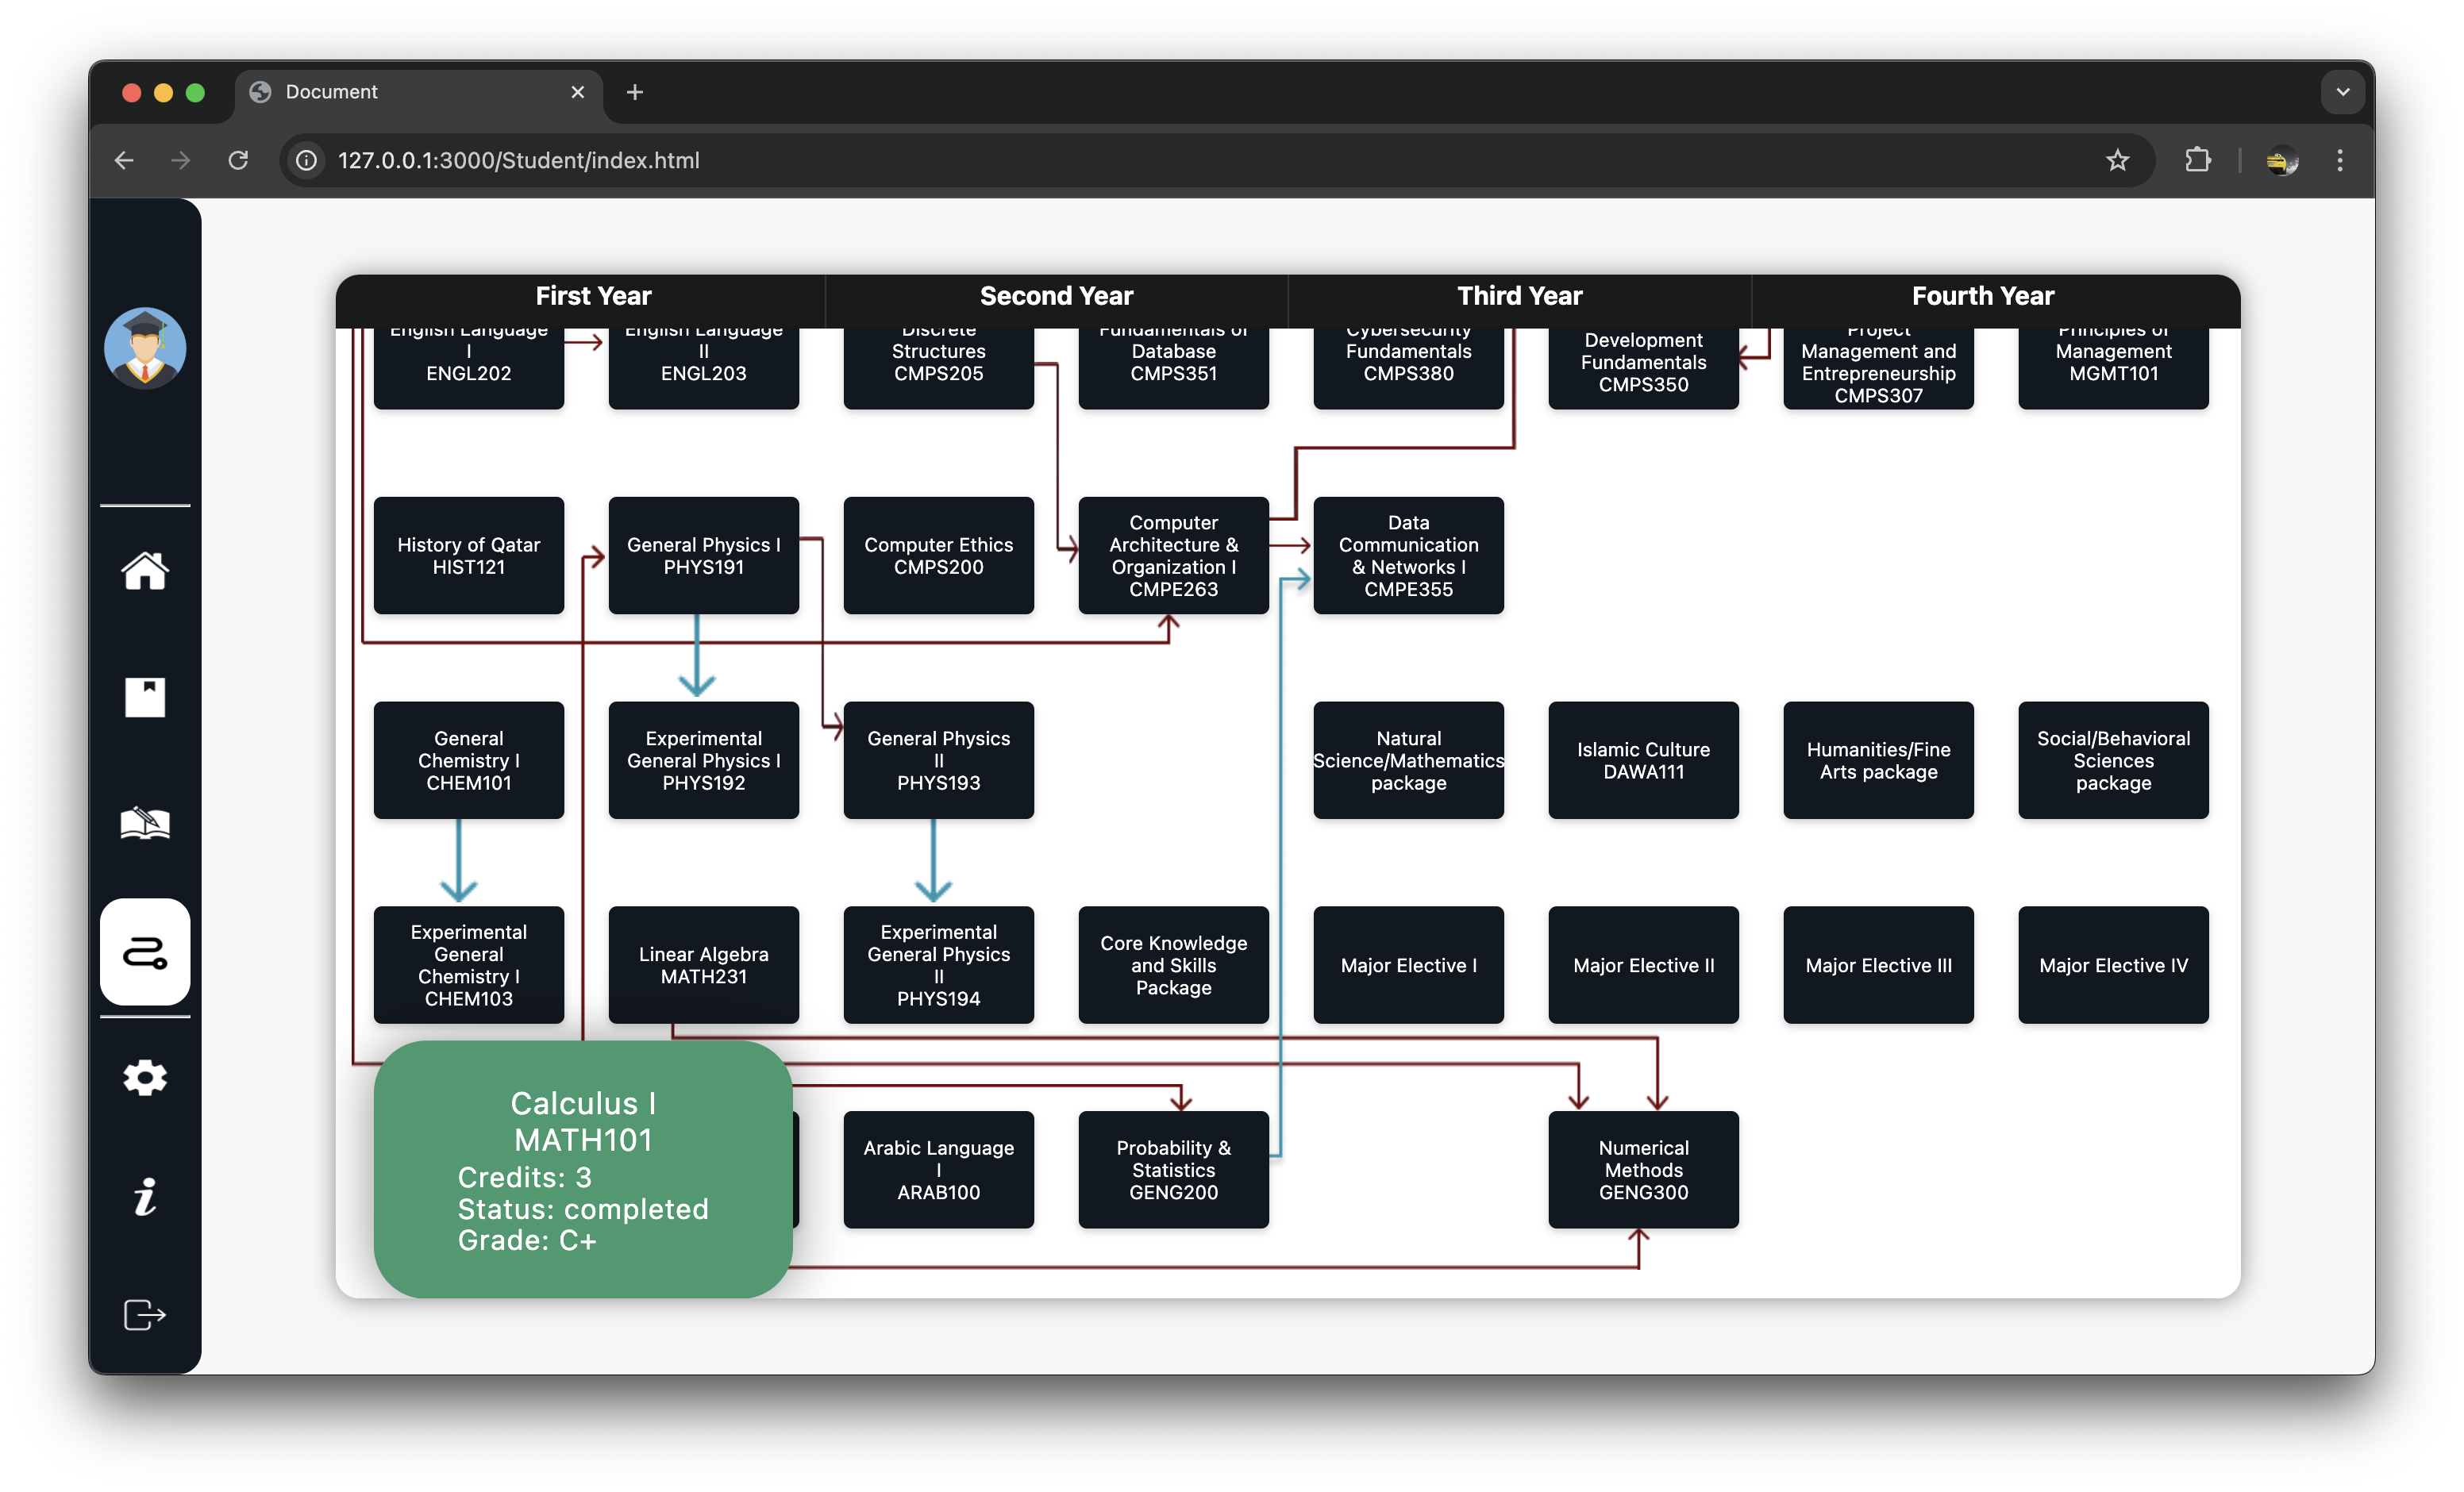 Document
127.0.0.1:3000/Student/index.html
First Year
Second Year
Third Year
Fourth Year
English Language
I
ENGL202
English Language
II
ENGL203
Discrete
Structures
CMPS205
Fundamentals of
Database
CMPS351
Cybersecurity
Fundamentals
CMPS380
Development
Fundamentals
CMPS350
Project
Management and
Entrepreneurship
CMPS307
Principles of
Management
MGMT101
History of Qatar
HIST121
General Physics I
PHYS191
Computer Ethics
CMPS200
Computer
Architecture &
Organization I
CMPE263
Data
Communication
& Networks I
CMPE355
General
Chemistry I
CHEM101
Experimental
General Physics I
PHYS192
General Physics
II
PHYS193
Natural
Science/Mathematics
package
Islamic Culture
DAWA111
Humanities/Fine
Arts package
Social/Behavioral
Sciences
package
Experimental
General
Chemistry I
CHEM103
Linear Algebra
MATH231
Experimental
General Physics
II
PHYS194
Core Knowledge
and Skills
Package
Major Elective I
Major Elective II
Major Elective III
Major Elective IV
Calculus I
MATH101
Credits: 3
Status: completed
Grade: C+
Arabic Language
I
ARAB100
Probability &
Statistics
GENG200
Numerical
Methods
GENG300